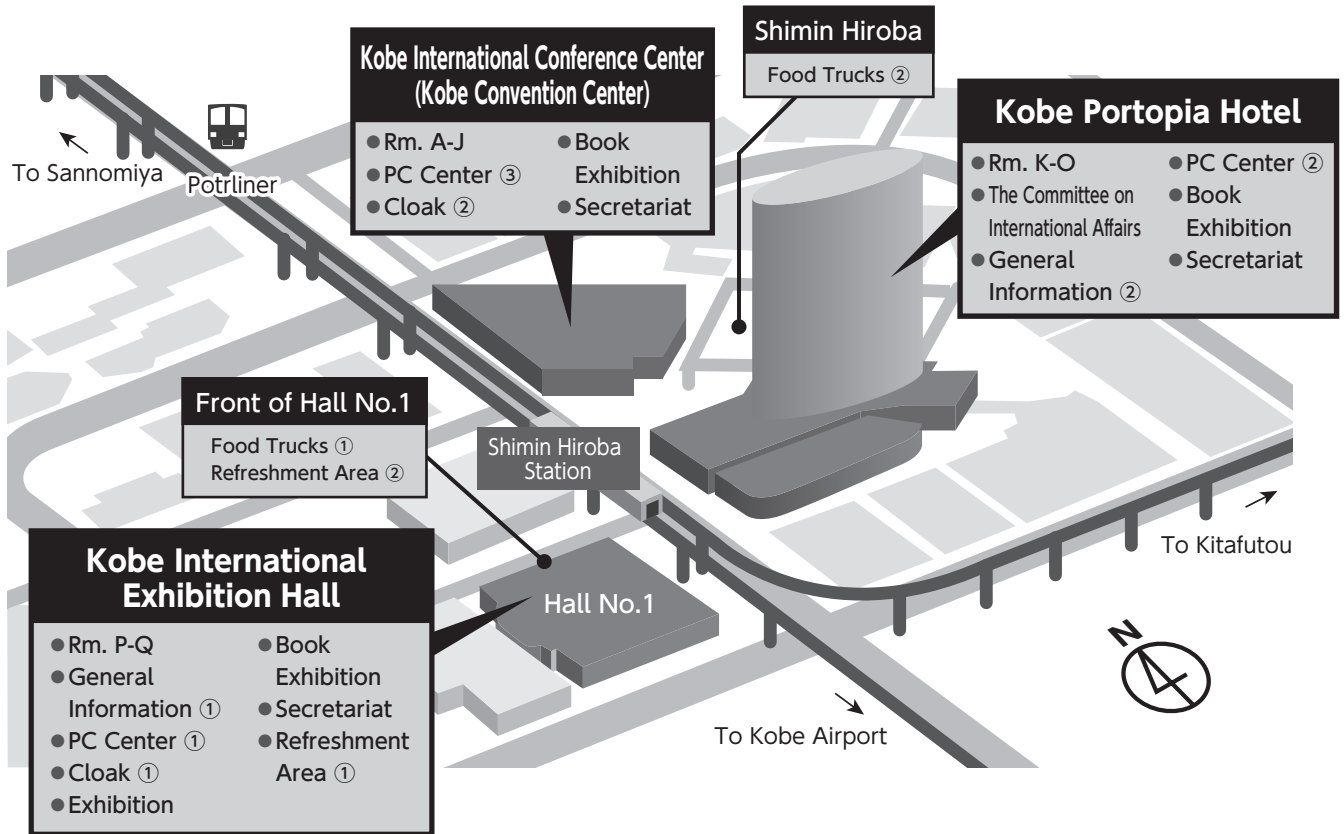 Shimin Hiroba
Food Trucks ②
Kobe International Conference Center
(Kobe Convention Center)
● Rm. A-J
● PC Center ③
● Cloak ②
● Book
Exhibition
● Secretariat
Kobe Portopia Hotel
● Rm. K-O
● The Committee on
International Affairs
● General
Information ②
● PC Center ②
● Book
Exhibition
● Secretariat
To Sannomiya
Potrliner
Front of Hall No.1
Food Trucks ①
Refreshment Area ②
Shimin Hiroba
Station
To Kitafutou
Kobe International
Exhibition Hall
● Rm. P-Q
● General
Information ①
● PC Center ①
● Cloak ①
● Exhibition
● Book
Exhibition
● Secretariat
● Refreshment
Area ①
Hall No.1
N
To Kobe Airport